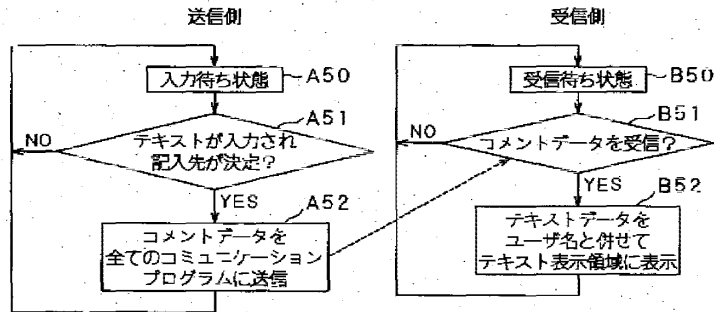 送信側
入力待ち状態
A50
A51
テキストが入力され
記入先が決定?
NO
YES
A52
コメントデータを
全てのコミュニケーション
プログラムに送信
受信側
受信待ち状態
B50
B51
コメントデータを受信?
NO
YES
B52
テキストデータを
ユーザ名と併せて
テキスト表示領域に表示